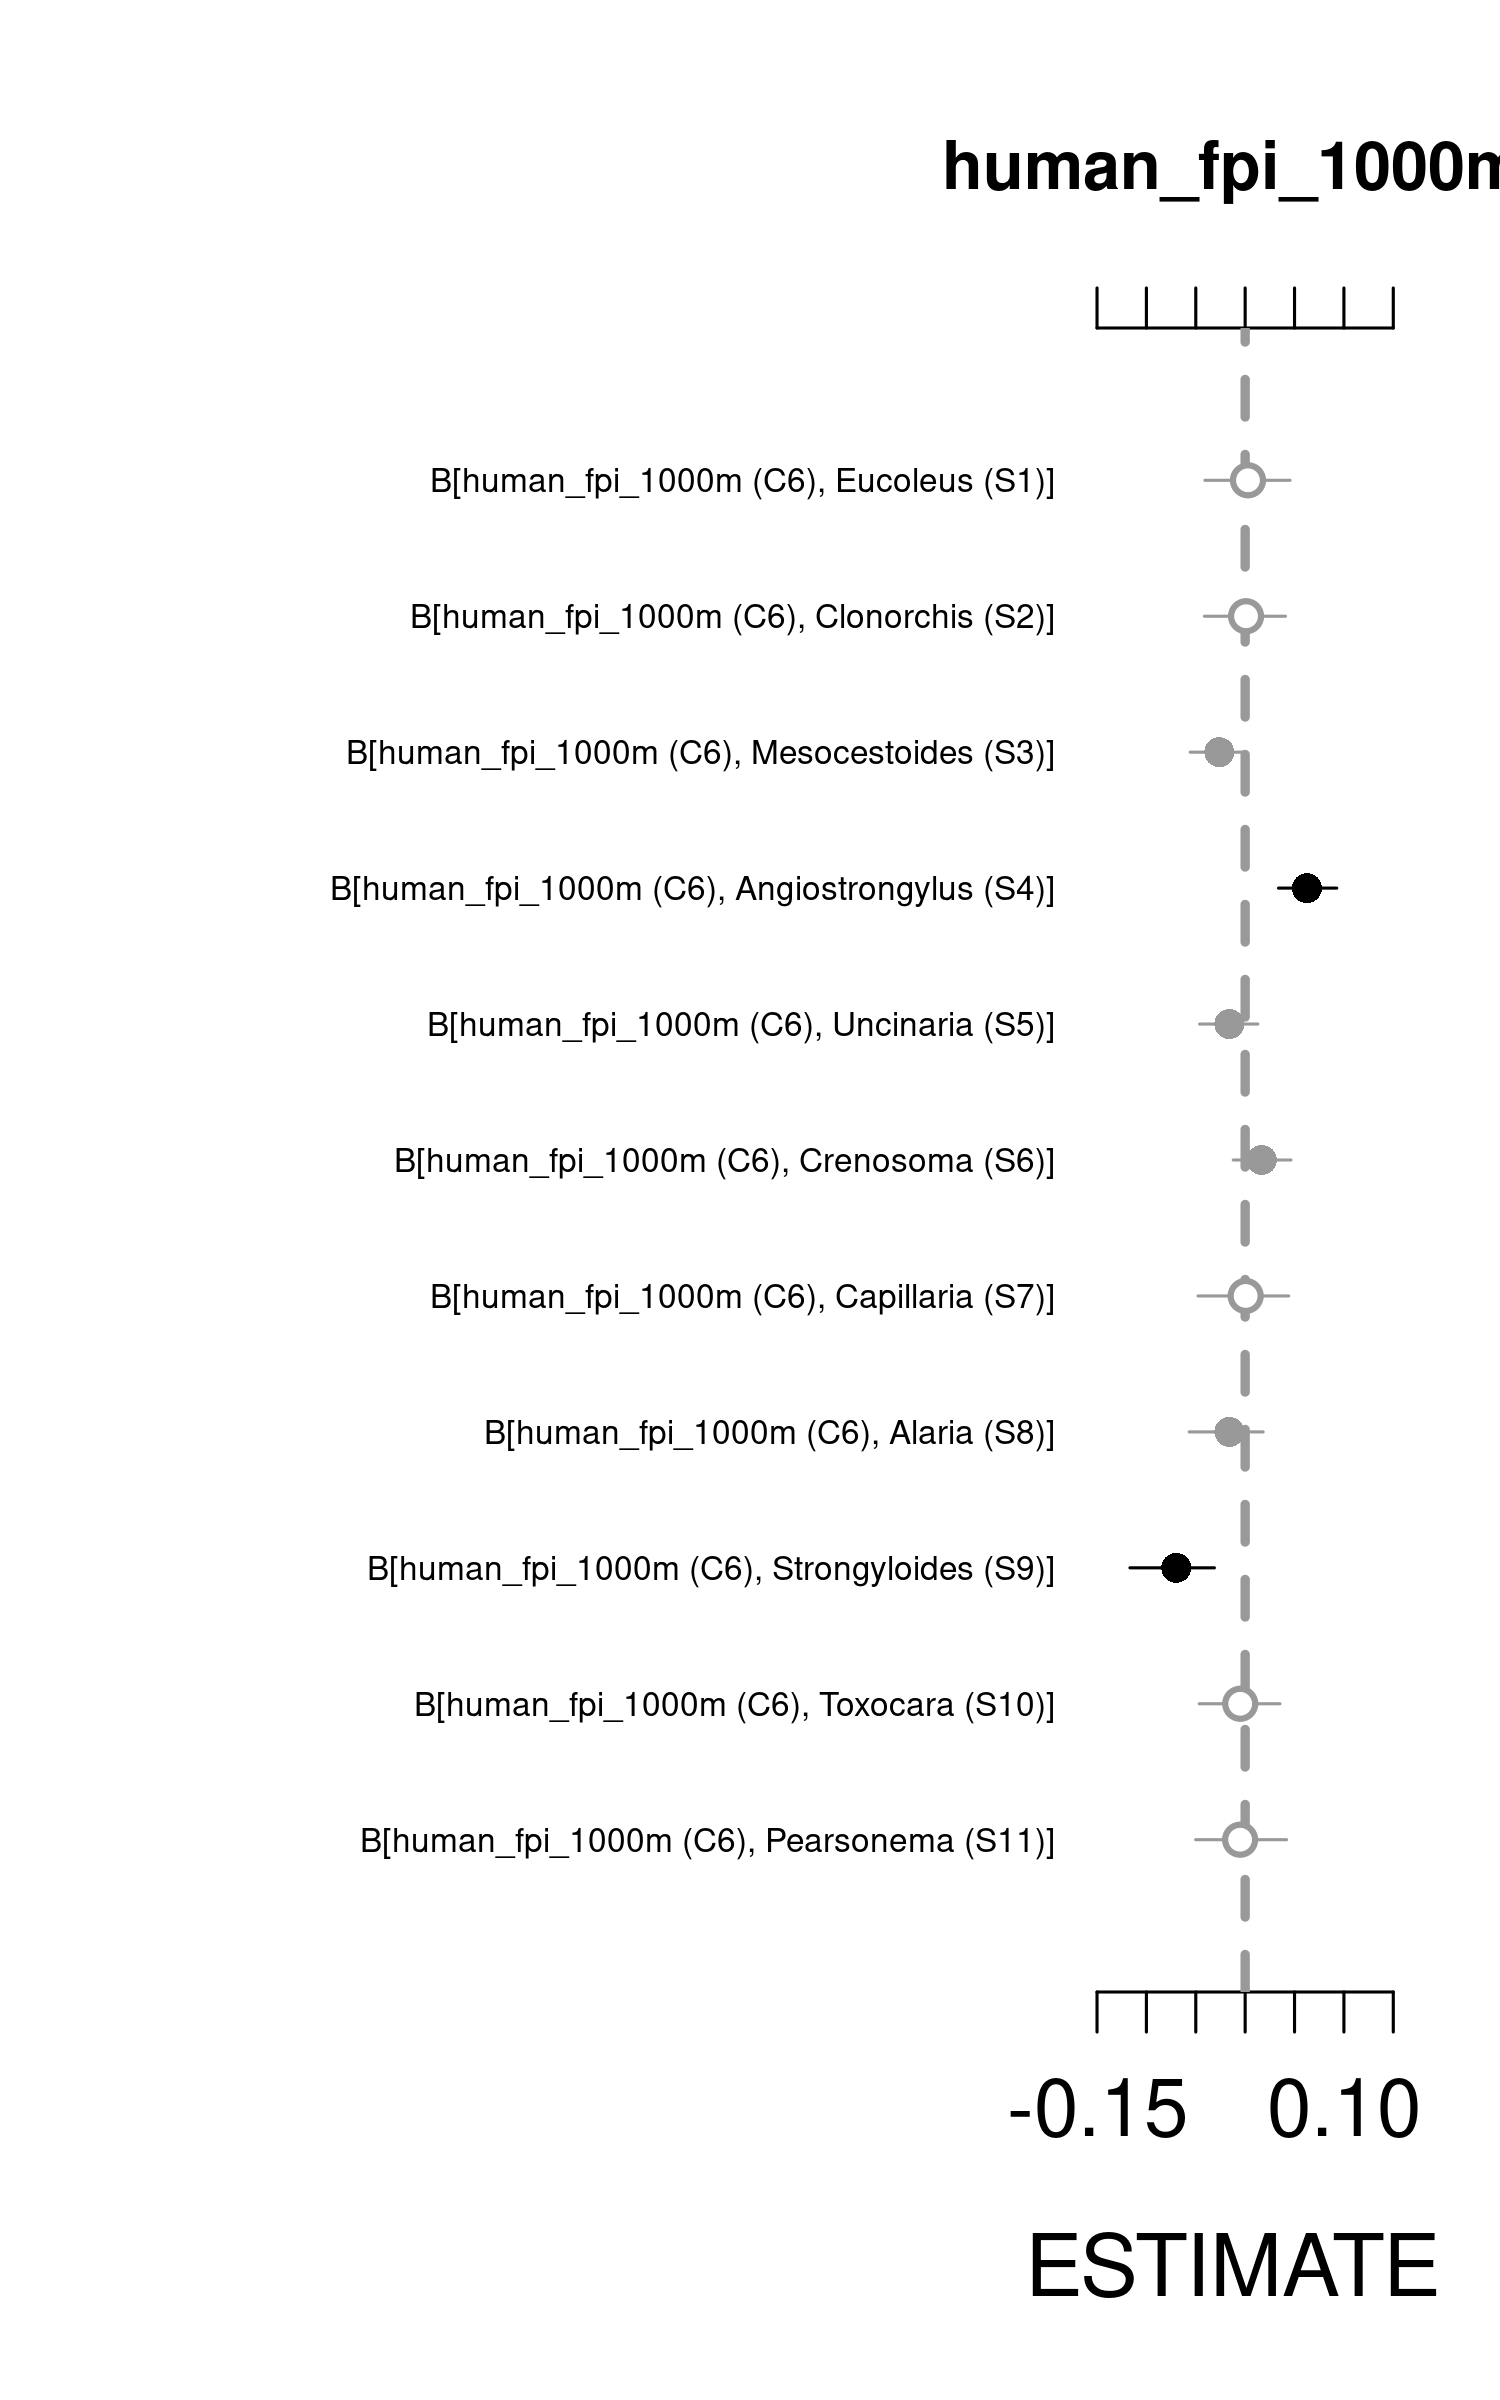 human_fpi_1000m
B[human_fpi_1000m (C6), Eucoleus (S1)]
B[human_fpi_1000m (C6), Clonorchis (S2)]
B[human_fpi_1000m (C6), Mesocestoides (S3)]
B[human_fpi_1000m (C6), Angiostrongylus (S4)]
B[human_fpi_1000m (C6), Uncinaria (S5)]
B[human_fpi_1000m (C6), Crenosoma (S6)]
B[human_fpi_1000m (C6), Capillaria (S7)]
B[human_fpi_1000m (C6), Alaria (S8)]
B[human_fpi_1000m (C6), Strongyloides (S9)]
B[human_fpi_1000m (C6), Toxocara (S10)]
B[human_fpi_1000m (C6), Pearsonema (S11)]
-0.15 0.10
ESTIMATE